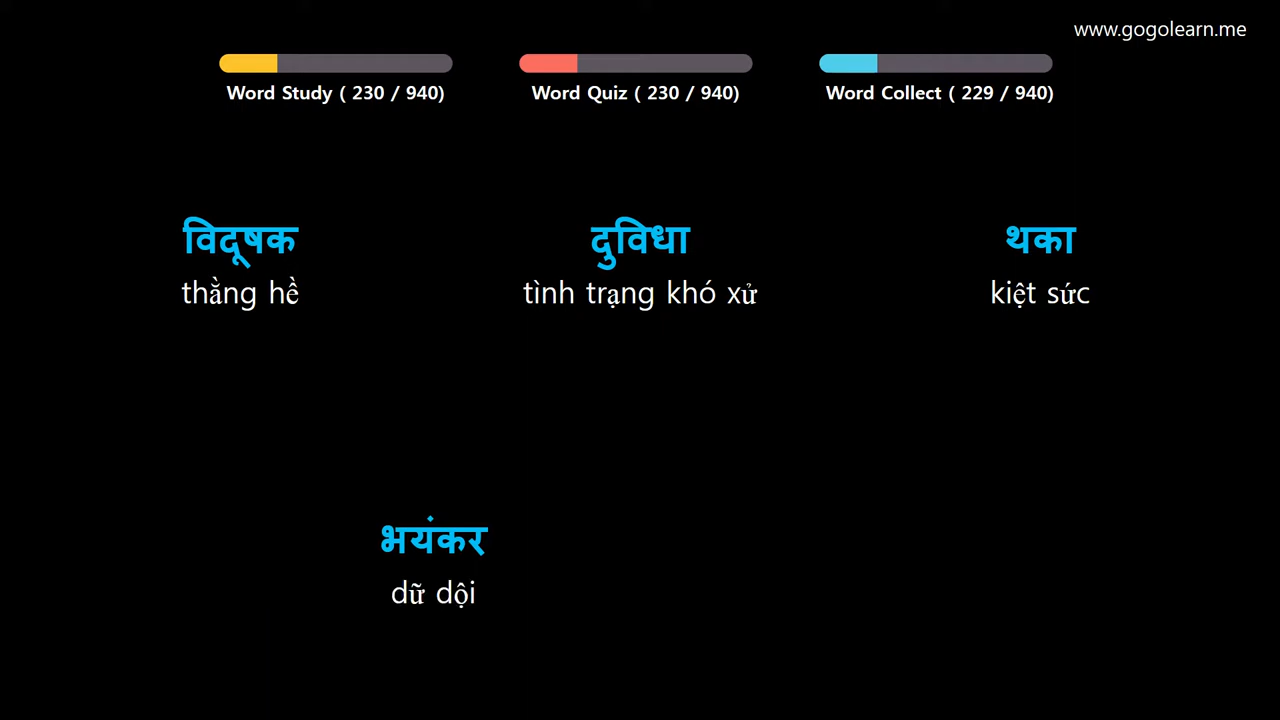 www.gogolearn.me
Word Study ( 230 / 940)
Word Quiz ( 230 / 940)
Word Collect ( 229 / 940)
विदूषक
thằng hề
दुविधा
tình trạng khó xử
थका
kiệt sức
भयंकर
dữ dội